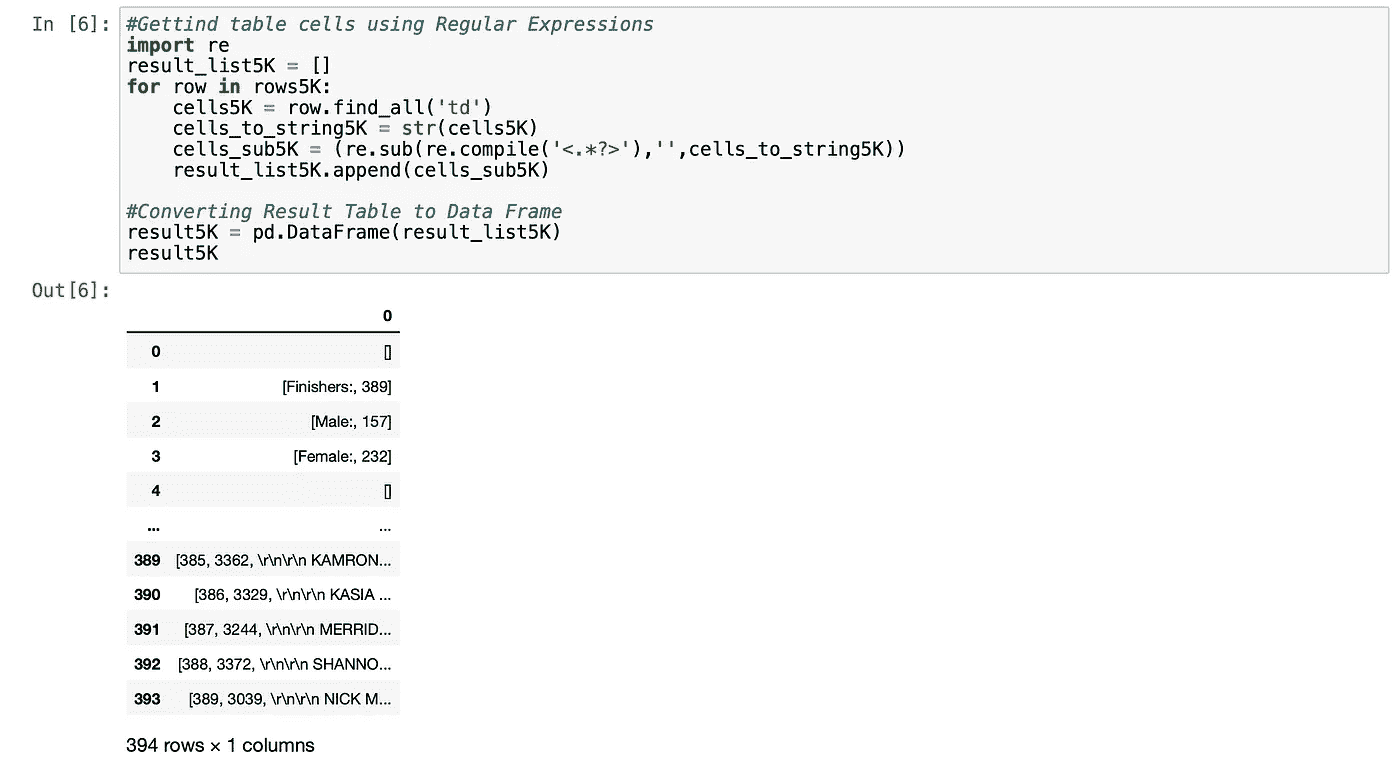 In [6]: #Gettind table cells using Regular Expressions
import re
result_list5K = []
for row in rows5K:
    cells5K = row.find_all('td')
    cells_to_string5K = str(cells5K)
    cells_sub5K = (re.sub(re.compile('<.*?>'),'',cells_to_string5K))
    result_list5K.append(cells_sub5K)
#Converting Result Table to Data Frame
result5K = pd.DataFrame(result_list5K)
result5K
Out[6]:
0
0 []
1 [Finishers:, 389]
2 [Male:, 157]
3 [Female:, 232]
4 []
... ...
389 [385, 3362, \r\n\r\n KAMRON...
390 [386, 3329, \r\n\r\n KASIA ...
391 [387, 3244, \r\n\r\n MERRID...
392 [388, 3372, \r\n\r\n SHANNO...
393 [389, 3039, \r\n\r\n NICK M...
394 rows × 1 columns